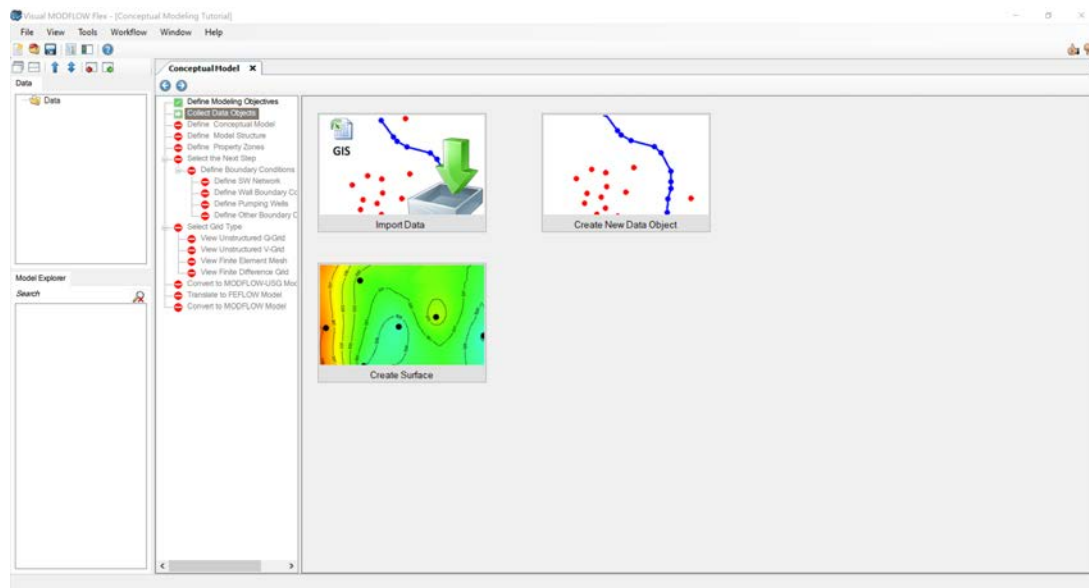 Visual MODFLOW Flex - [Conceptual Modeling Tutorial]
File View Tools Workflow Window Help
Data
Data
Model Explorer
Search
ConceptualModel X
Define Modeling Objectives
Collect Data Objects
Define Conceptual Model
Define Model Structure
Define Property Zones
Select the Next Step
Define Boundary Conditions
Define SW Network
Define Wall Boundary Co
Define Pumping Wells
Define Other Boundary C
Select Grid Type
View Unstructured Q-Grid
View Unstructured V-Grid
View Finite Element Mesh
View Finite Difference Grid
Convert to MODFLOW-USG Mod
Translate to FEFLOW Model
Convert to MODFLOW Model
GIS
Import Data
Create New Data Object
Create Surface